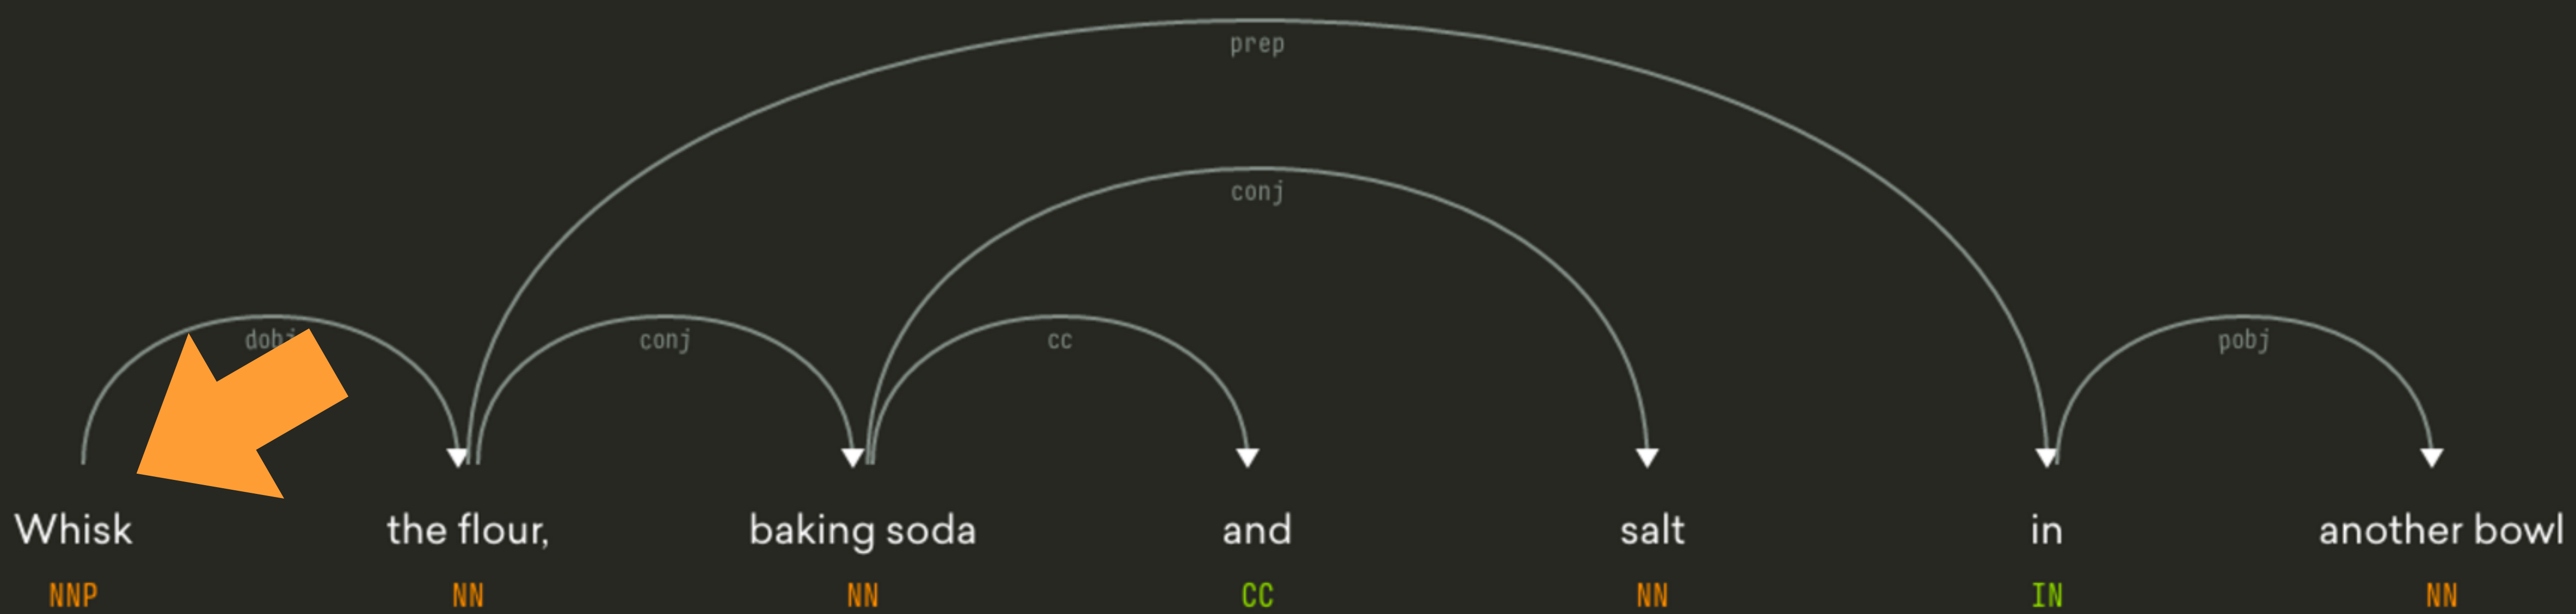 prep
conj
dobj conj cc pobj
Whisk the flour, baking soda and salt in another bowl
NNP NN NN CC NN IN NN